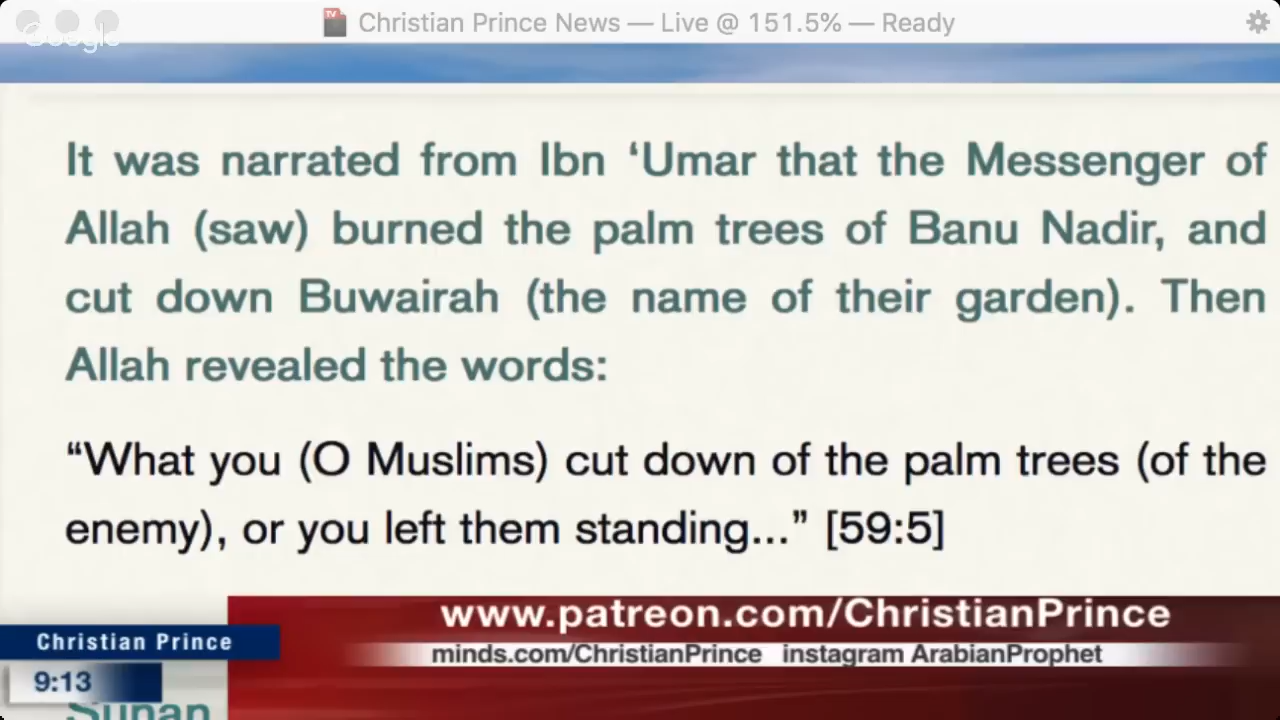 TV
Christian Prince News — Live @ 151.5% — Ready
Google
It was narrated from Ibn ‘Umar that the Messenger of
Allah (saw) burned the palm trees of Banu Nadir, and
cut down Buwairah (the name of their garden). Then
Allah revealed the words:
“What you (O Muslims) cut down of the palm trees (of the
enemy), or you left them standing...” [59:5]
www.patreon.com/ChristianPrince
Christian Prince
minds.com/ChristianPrince instagram ArabianProphet
9:13
Sunan